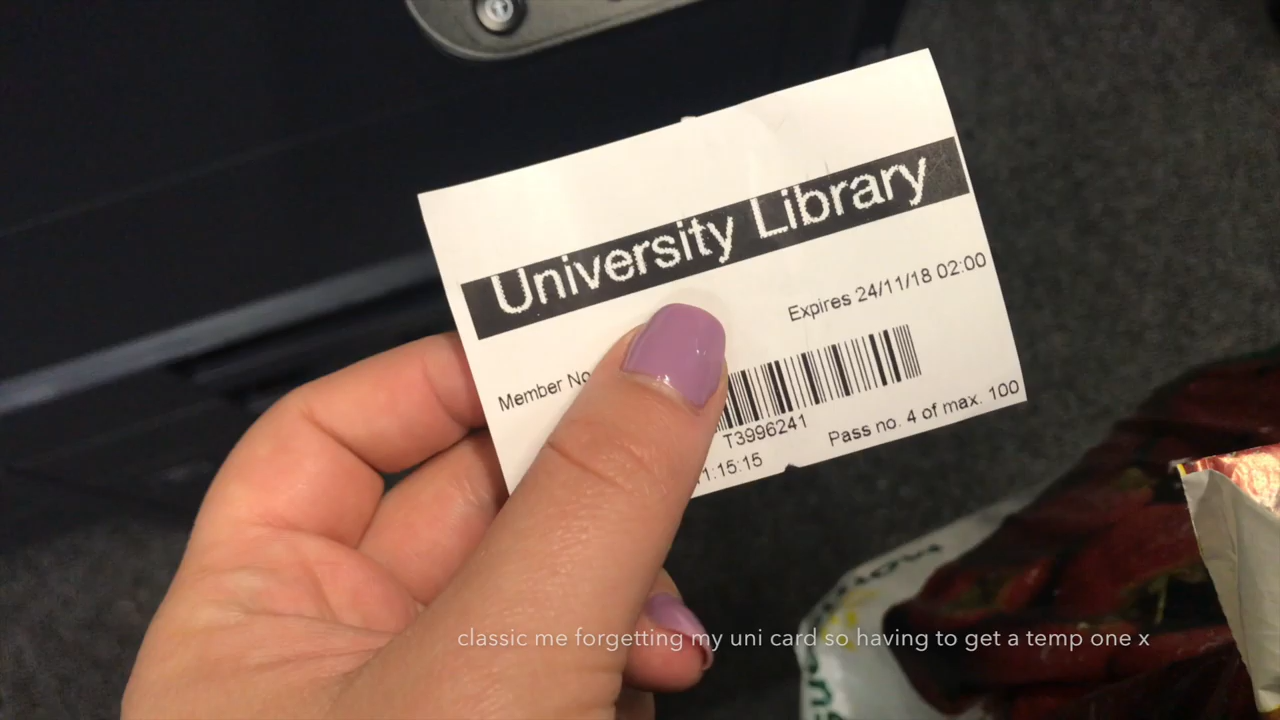 University Library
Expires 24/11/18 02:00
Member No
T3996241
Pass no. 4 of max. 100
1:15:15
classic me forgetting my uni card so having to get a temp one x